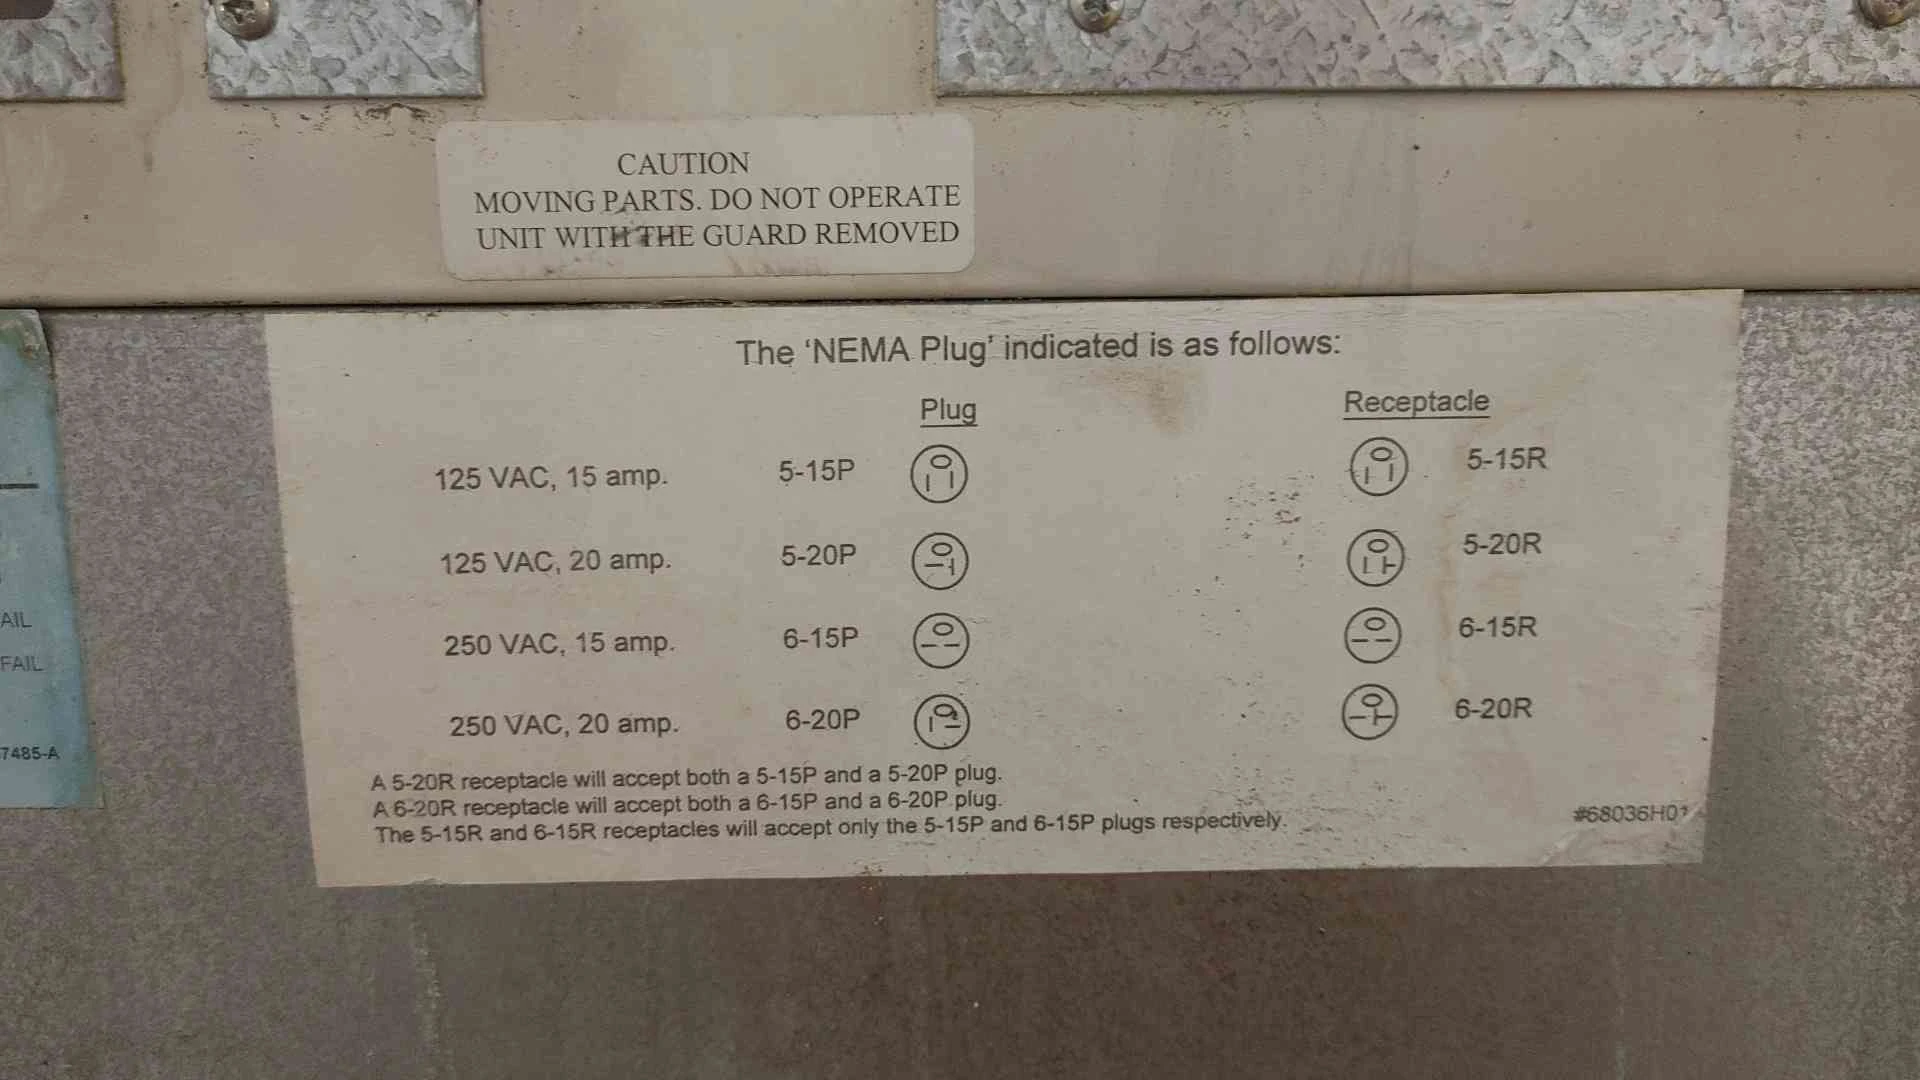 CAUTION
MOVING PARTS. DO NOT OPERATE
UNIT WITH THE GUARD REMOVED
The ‘NEMA Plug’ indicated is as follows:
Plug Receptacle
125 VAC, 15 amp. 5-15P 5-15R
125 VAC, 20 amp. 5-20P 5-20R
250 VAC, 15 amp. 6-15P 6-15R
250 VAC, 20 amp. 6-20P 6-20R
A 5-20R receptacle will accept both a 5-15P and a 5-20P plug.
A 6-20R receptacle will accept both a 6-15P and a 6-20P plug.
The 5-15R and 6-15R receptacles will accept only the 5-15P and 6-15P plugs respectively.
#68036H01
AIL
FAIL
7485-A